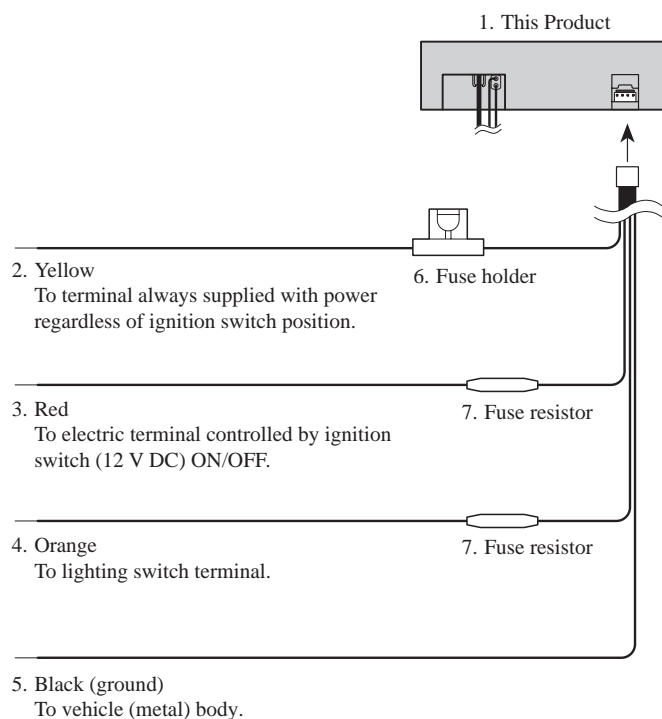 1. This Product
2. Yellow
To terminal always supplied with power
regardless of ignition switch position.
6. Fuse holder
3. Red
To electric terminal controlled by ignition
switch (12 V DC) ON/OFF.
7. Fuse resistor
4. Orange
To lighting switch terminal.
7. Fuse resistor
5. Black (ground)
To vehicle (metal) body.